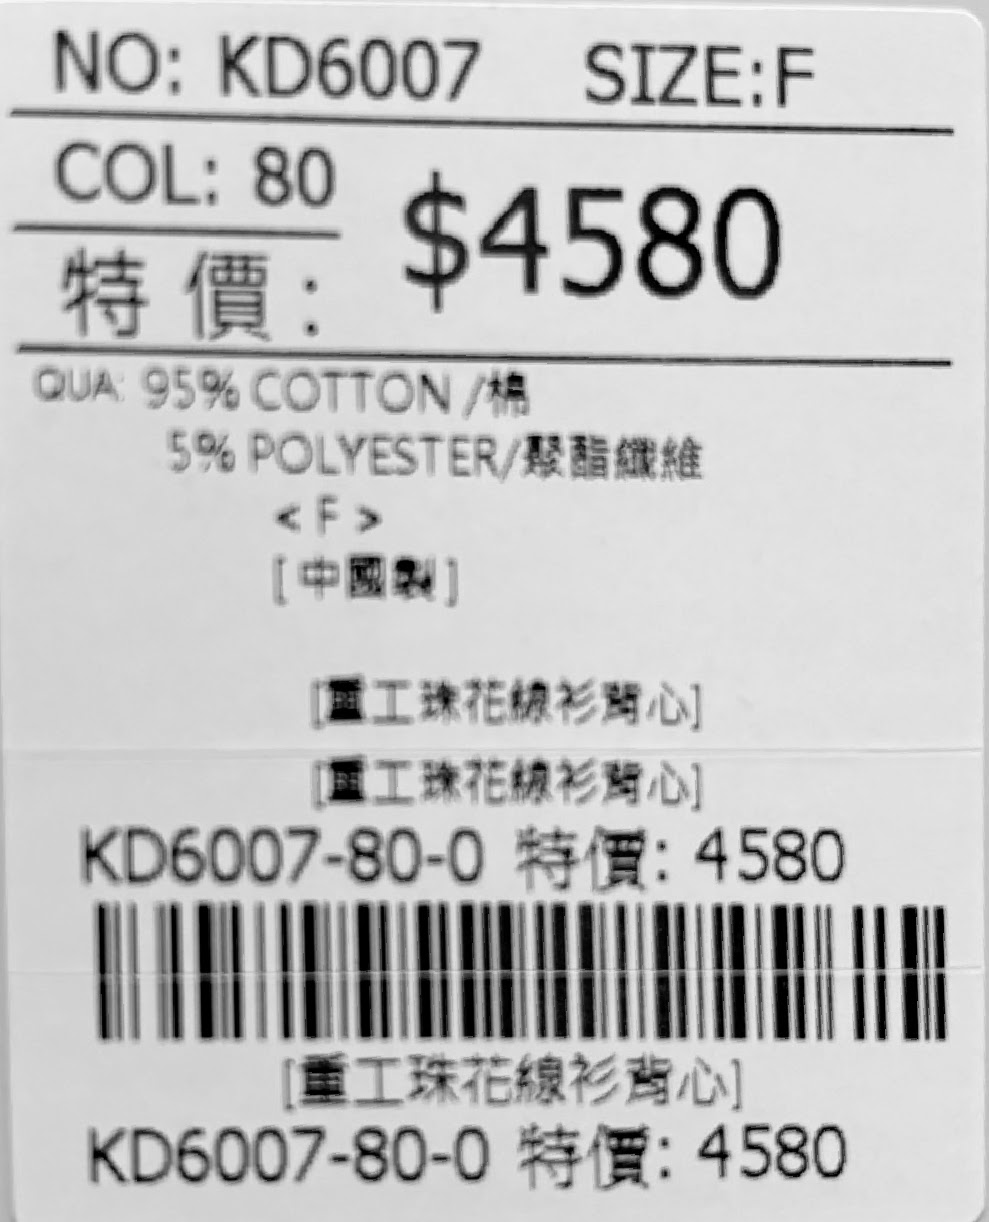 NO: KD6007 SIZE:F
COL: 80
$4580
特價:
QUA: 95% COTTON /棉
5% POLYESTER/聚酯纖維
< F >
[中國製]
[重工珠花線衫背心]
[重工珠花線衫背心]
KD6007-80-0 特價: 4580
[重工珠花線衫背心]
KD6007-80-0 特價: 4580